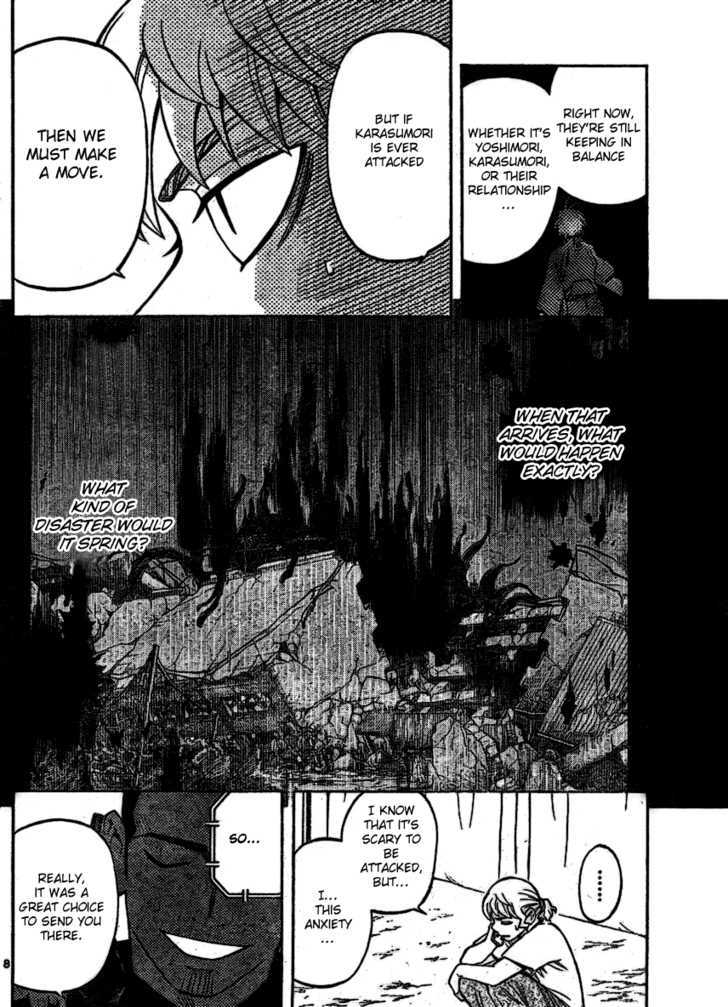 RIGHT NOW,
THEY'RE STILL
KEEPING IN
BALANCE
WHETHER IT'S
YOSHIMORI,
KARASUMORI,
OR THEIR
RELATIONSHIP
...
BUT IF
KARASUMORI
IS EVER
ATTACKED
THEN WE
MUST MAKE
A MOVE.
WHEN THAT
ARRIVES, WHAT
WOULD HAPPEN
EXACTLY?
WHAT
KIND OF
DISASTER WOULD
IT SPRING?
.......
I KNOW
THAT IT'S
SCARY TO
BE
ATTACKED,
BUT...
I...
THIS
ANXIETY
...
SO...
REALLY,
IT WAS A
GREAT CHOICE
TO SEND YOU
THERE.
8